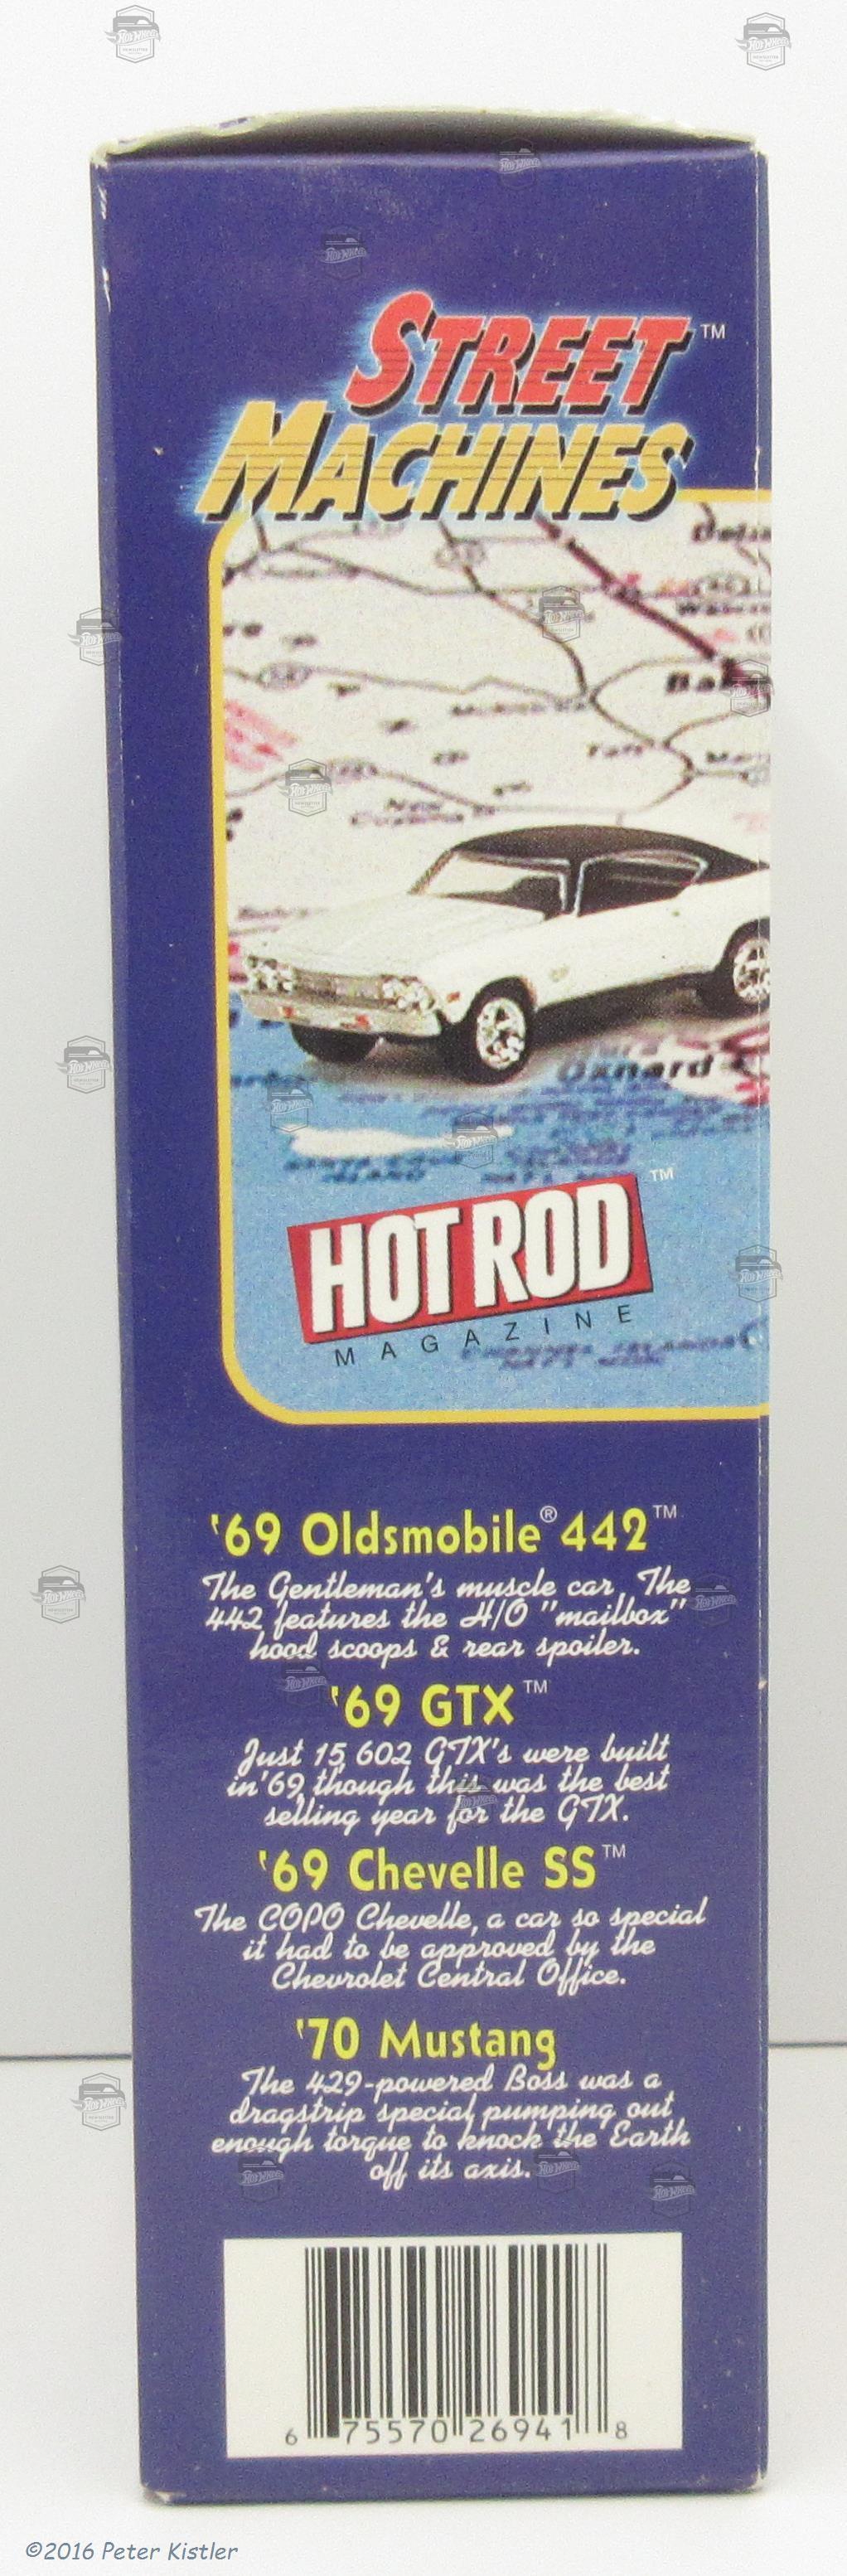 STREET™
MACHINES
Oxnard
HOT ROD™
MAGAZINE
'69 Oldsmobile® 442™
The Gentleman's muscle car. The
442 features the H/O "mailbox"
hood scoops & rear spoiler.
'69 GTX™
Just 15,602 GTX's were built
in '69, though this was the best
selling year for the GTX.
'69 Chevelle SS™
The COPO Chevelle, a car so special
it had to be approved by the
Chevrolet Central Office.
'70 Mustang
The 429-powered Boss was a
dragstrip special pumping out
enough torque to knock the Earth
off its axis.
6 75570 26941 8
©2016 Peter Kistler